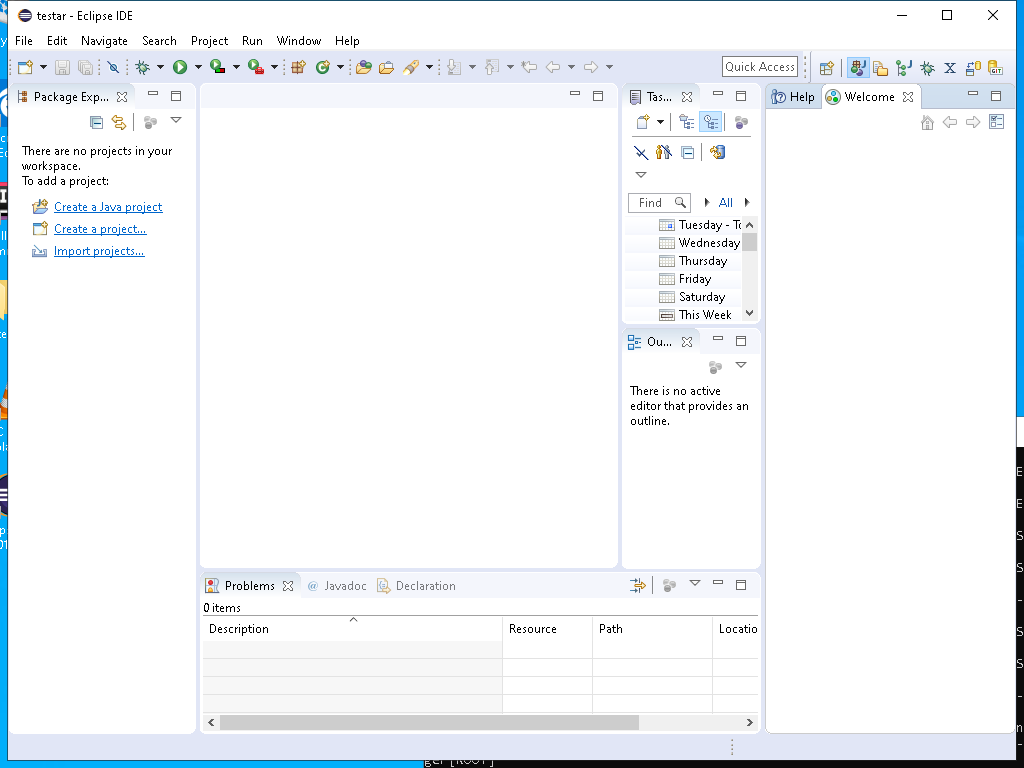 testar - Eclipse IDE
File Edit Navigate Search Project Run Window Help
Quick Access
Package Exp...
There are no projects in your
workspace.
To add a project:
Create a Java project
Create a project...
Import projects...
Tas...
Find
All
Tuesday - To
Wednesday
Thursday
Friday
Saturday
This Week
Ou...
There is no active
editor that provides an
outline.
Help
Welcome
Problems
Javadoc
Declaration
0 items
Description Resource Path Locatio